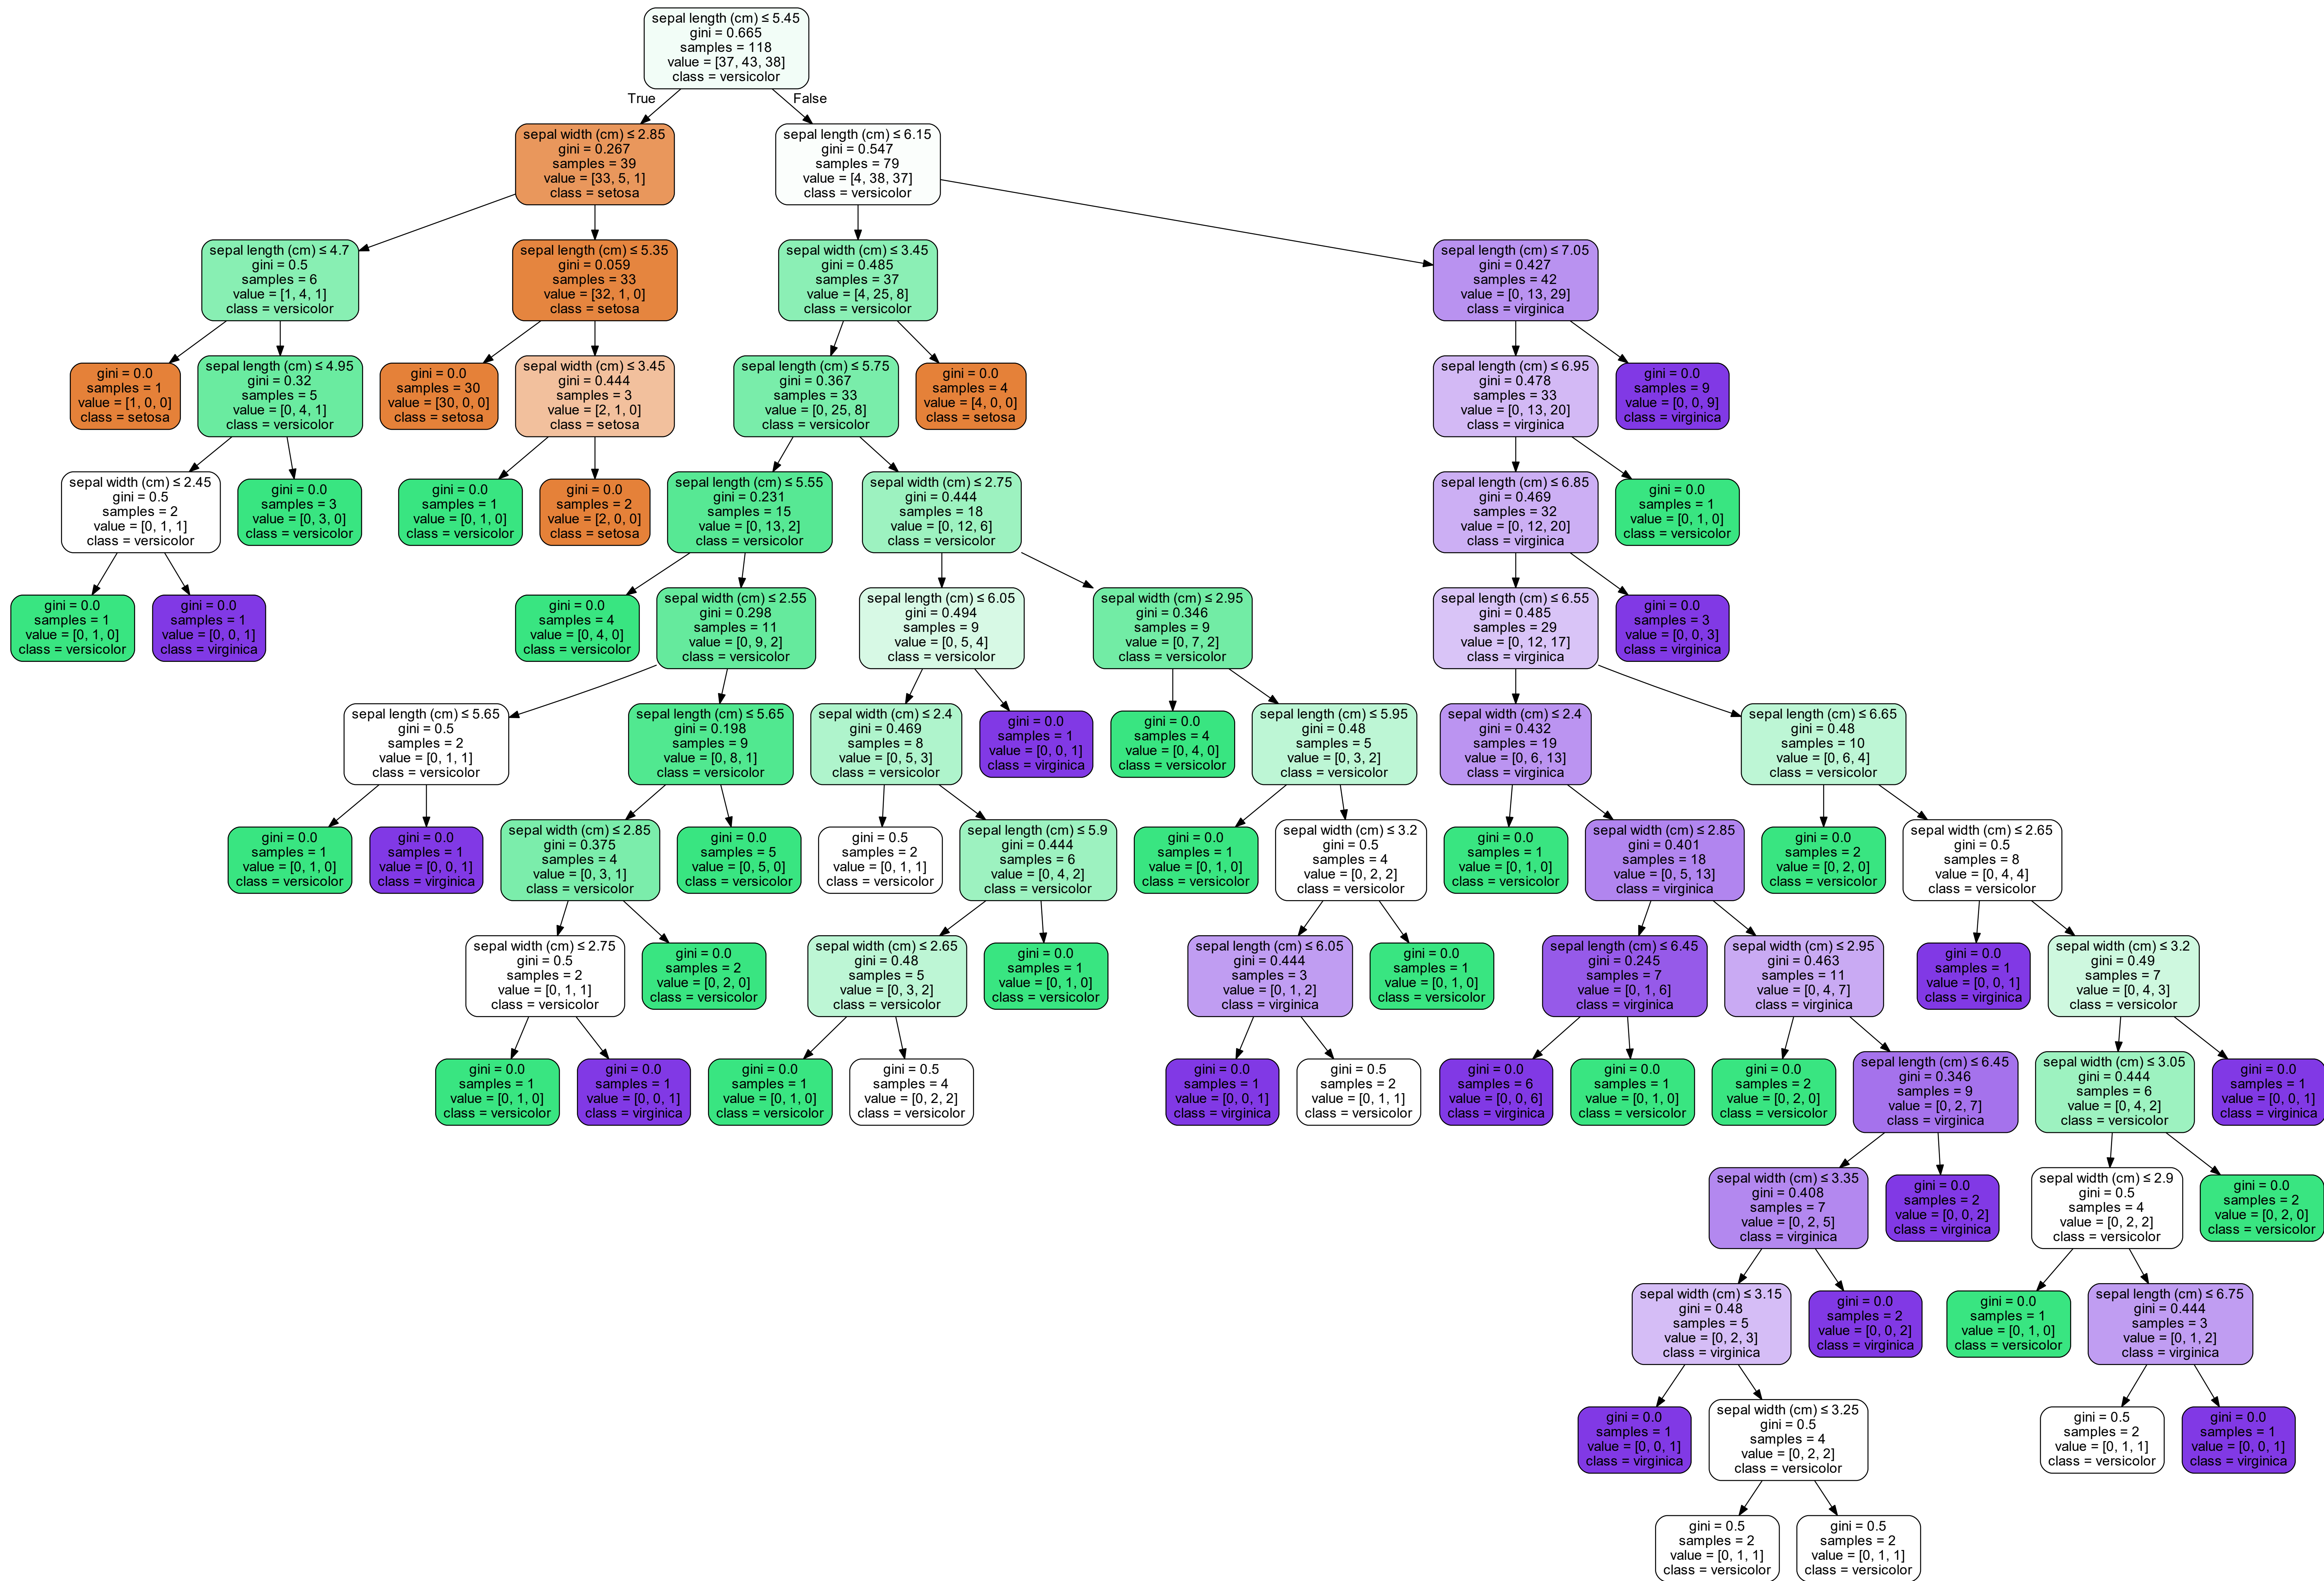 sepal length (cm) ≤ 5.45
gini = 0.665
samples = 118
value = [37, 43, 38]
class = versicolor
True
False
sepal width (cm) ≤ 2.85
gini = 0.267
samples = 39
value = [33, 5, 1]
class = setosa
sepal length (cm) ≤ 6.15
gini = 0.547
samples = 79
value = [4, 38, 37]
class = versicolor
sepal length (cm) ≤ 4.7
gini = 0.5
samples = 6
value = [1, 4, 1]
class = versicolor
sepal length (cm) ≤ 5.35
gini = 0.059
samples = 33
value = [32, 1, 0]
class = setosa
sepal width (cm) ≤ 3.45
gini = 0.485
samples = 37
value = [4, 25, 8]
class = versicolor
sepal length (cm) ≤ 7.05
gini = 0.427
samples = 42
value = [0, 13, 29]
class = virginica
gini = 0.0
samples = 1
value = [1, 0, 0]
class = setosa
sepal length (cm) ≤ 4.95
gini = 0.32
samples = 5
value = [0, 4, 1]
class = versicolor
gini = 0.0
samples = 30
value = [30, 0, 0]
class = setosa
sepal width (cm) ≤ 3.45
gini = 0.444
samples = 3
value = [2, 1, 0]
class = setosa
sepal length (cm) ≤ 5.75
gini = 0.367
samples = 33
value = [0, 25, 8]
class = versicolor
gini = 0.0
samples = 4
value = [4, 0, 0]
class = setosa
sepal length (cm) ≤ 6.95
gini = 0.478
samples = 33
value = [0, 13, 20]
class = virginica
gini = 0.0
samples = 9
value = [0, 0, 9]
class = virginica
sepal width (cm) ≤ 2.45
gini = 0.5
samples = 2
value = [0, 1, 1]
class = versicolor
gini = 0.0
samples = 3
value = [0, 3, 0]
class = versicolor
gini = 0.0
samples = 1
value = [0, 1, 0]
class = versicolor
gini = 0.0
samples = 2
value = [2, 0, 0]
class = setosa
sepal length (cm) ≤ 5.55
gini = 0.231
samples = 15
value = [0, 13, 2]
class = versicolor
sepal width (cm) ≤ 2.75
gini = 0.444
samples = 18
value = [0, 12, 6]
class = versicolor
sepal length (cm) ≤ 6.85
gini = 0.469
samples = 32
value = [0, 12, 20]
class = virginica
gini = 0.0
samples = 1
value = [0, 1, 0]
class = versicolor
gini = 0.0
samples = 1
value = [0, 1, 0]
class = versicolor
gini = 0.0
samples = 1
value = [0, 0, 1]
class = virginica
gini = 0.0
samples = 4
value = [0, 4, 0]
class = versicolor
sepal width (cm) ≤ 2.55
gini = 0.298
samples = 11
value = [0, 9, 2]
class = versicolor
sepal length (cm) ≤ 6.05
gini = 0.494
samples = 9
value = [0, 5, 4]
class = versicolor
sepal width (cm) ≤ 2.95
gini = 0.346
samples = 9
value = [0, 7, 2]
class = versicolor
sepal length (cm) ≤ 6.55
gini = 0.485
samples = 29
value = [0, 12, 17]
class = virginica
gini = 0.0
samples = 3
value = [0, 0, 3]
class = virginica
sepal length (cm) ≤ 5.65
gini = 0.5
samples = 2
value = [0, 1, 1]
class = versicolor
sepal length (cm) ≤ 5.65
gini = 0.198
samples = 9
value = [0, 8, 1]
class = versicolor
sepal width (cm) ≤ 2.4
gini = 0.469
samples = 8
value = [0, 5, 3]
class = versicolor
gini = 0.0
samples = 1
value = [0, 0, 1]
class = virginica
gini = 0.0
samples = 4
value = [0, 4, 0]
class = versicolor
sepal length (cm) ≤ 5.95
gini = 0.48
samples = 5
value = [0, 3, 2]
class = versicolor
sepal width (cm) ≤ 2.4
gini = 0.432
samples = 19
value = [0, 6, 13]
class = virginica
sepal length (cm) ≤ 6.65
gini = 0.48
samples = 10
value = [0, 6, 4]
class = versicolor
gini = 0.0
samples = 1
value = [0, 1, 0]
class = versicolor
gini = 0.0
samples = 1
value = [0, 0, 1]
class = virginica
sepal width (cm) ≤ 2.85
gini = 0.375
samples = 4
value = [0, 3, 1]
class = versicolor
gini = 0.0
samples = 5
value = [0, 5, 0]
class = versicolor
gini = 0.5
samples = 2
value = [0, 1, 1]
class = versicolor
sepal length (cm) ≤ 5.9
gini = 0.444
samples = 6
value = [0, 4, 2]
class = versicolor
gini = 0.0
samples = 1
value = [0, 1, 0]
class = versicolor
sepal width (cm) ≤ 3.2
gini = 0.5
samples = 4
value = [0, 2, 2]
class = versicolor
gini = 0.0
samples = 1
value = [0, 1, 0]
class = versicolor
sepal width (cm) ≤ 2.85
gini = 0.401
samples = 18
value = [0, 5, 13]
class = virginica
gini = 0.0
samples = 2
value = [0, 2, 0]
class = versicolor
sepal width (cm) ≤ 2.65
gini = 0.5
samples = 8
value = [0, 4, 4]
class = versicolor
sepal width (cm) ≤ 2.75
gini = 0.5
samples = 2
value = [0, 1, 1]
class = versicolor
gini = 0.0
samples = 2
value = [0, 2, 0]
class = versicolor
sepal width (cm) ≤ 2.65
gini = 0.48
samples = 5
value = [0, 3, 2]
class = versicolor
gini = 0.0
samples = 1
value = [0, 1, 0]
class = versicolor
sepal length (cm) ≤ 6.05
gini = 0.444
samples = 3
value = [0, 1, 2]
class = virginica
gini = 0.0
samples = 1
value = [0, 1, 0]
class = versicolor
sepal length (cm) ≤ 6.45
gini = 0.245
samples = 7
value = [0, 1, 6]
class = virginica
sepal width (cm) ≤ 2.95
gini = 0.463
samples = 11
value = [0, 4, 7]
class = virginica
gini = 0.0
samples = 1
value = [0, 0, 1]
class = virginica
sepal width (cm) ≤ 3.2
gini = 0.49
samples = 7
value = [0, 4, 3]
class = versicolor
gini = 0.0
samples = 1
value = [0, 1, 0]
class = versicolor
gini = 0.0
samples = 1
value = [0, 0, 1]
class = virginica
gini = 0.0
samples = 1
value = [0, 1, 0]
class = versicolor
gini = 0.5
samples = 4
value = [0, 2, 2]
class = versicolor
gini = 0.0
samples = 1
value = [0, 0, 1]
class = virginica
gini = 0.5
samples = 2
value = [0, 1, 1]
class = versicolor
gini = 0.0
samples = 6
value = [0, 0, 6]
class = virginica
gini = 0.0
samples = 1
value = [0, 1, 0]
class = versicolor
gini = 0.0
samples = 2
value = [0, 2, 0]
class = versicolor
sepal length (cm) ≤ 6.45
gini = 0.346
samples = 9
value = [0, 2, 7]
class = virginica
sepal width (cm) ≤ 3.05
gini = 0.444
samples = 6
value = [0, 4, 2]
class = versicolor
gini = 0.0
samples = 1
value = [0, 0, 1]
class = virginica
sepal width (cm) ≤ 3.35
gini = 0.408
samples = 7
value = [0, 2, 5]
class = virginica
gini = 0.0
samples = 2
value = [0, 0, 2]
class = virginica
sepal width (cm) ≤ 2.9
gini = 0.5
samples = 4
value = [0, 2, 2]
class = versicolor
gini = 0.0
samples = 2
value = [0, 2, 0]
class = versicolor
sepal width (cm) ≤ 3.15
gini = 0.48
samples = 5
value = [0, 2, 3]
class = virginica
gini = 0.0
samples = 2
value = [0, 0, 2]
class = virginica
gini = 0.0
samples = 1
value = [0, 1, 0]
class = versicolor
sepal length (cm) ≤ 6.75
gini = 0.444
samples = 3
value = [0, 1, 2]
class = virginica
gini = 0.0
samples = 1
value = [0, 0, 1]
class = virginica
sepal width (cm) ≤ 3.25
gini = 0.5
samples = 4
value = [0, 2, 2]
class = versicolor
gini = 0.5
samples = 2
value = [0, 1, 1]
class = versicolor
gini = 0.0
samples = 1
value = [0, 0, 1]
class = virginica
gini = 0.5
samples = 2
value = [0, 1, 1]
class = versicolor
gini = 0.5
samples = 2
value = [0, 1, 1]
class = versicolor